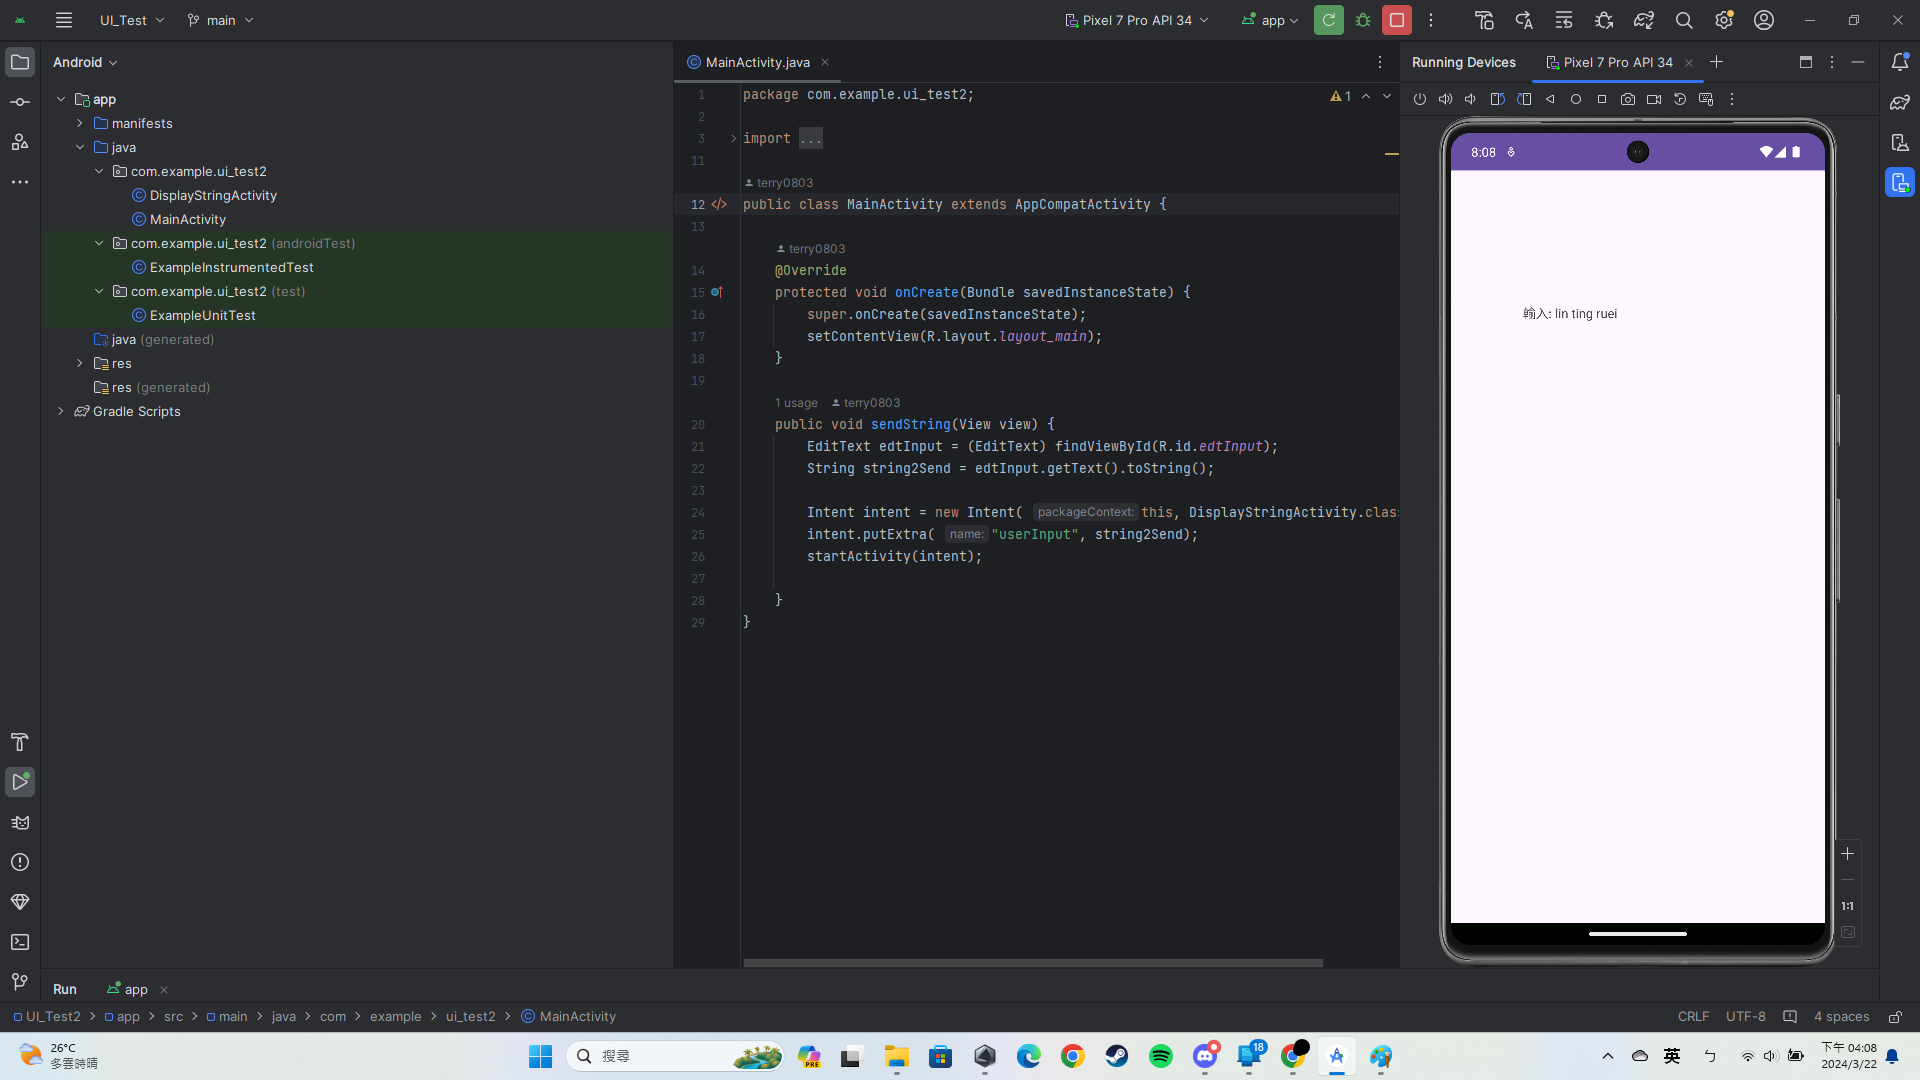 UI_Test
main
Pixel 7 Pro API 34
app
Android
app
manifests
java
com.example.ui_test2
DisplayStringActivity
MainActivity
com.example.ui_test2 (androidTest)
ExampleInstrumentedTest
com.example.ui_test2 (test)
ExampleUnitTest
java (generated)
res
res (generated)
Gradle Scripts
MainActivity.java
1 package com.example.ui_test2;
1
2
3 import ...
11
terry0803
12 public class MainActivity extends AppCompatActivity {
13
terry0803
14 @Override
15 protected void onCreate(Bundle savedInstanceState) {
16 super.onCreate(savedInstanceState);
17 setContentView(R.layout.layout_main);
18 }
19
1 usage terry0803
20 public void sendString(View view) {
21 EditText edtInput = (EditText) findViewById(R.id.edtInput);
22 String string2Send = edtInput.getText().toString();
23
24 Intent intent = new Intent( packageContext: this, DisplayStringActivity.clas
25 intent.putExtra( name: "userInput", string2Send);
26 startActivity(intent);
27
28 }
29 }
Running Devices
Pixel 7 Pro API 34
8:08
輸入: lin ting ruei
1:1
Run
app
UI_Test2 > app > src > main > java > com > example > ui_test2 > MainActivity
CRLF UTF-8 4 spaces
26°C
多雲時晴
搜尋
PRE
18
英
ㄅ
下午 04:08
2024/3/22